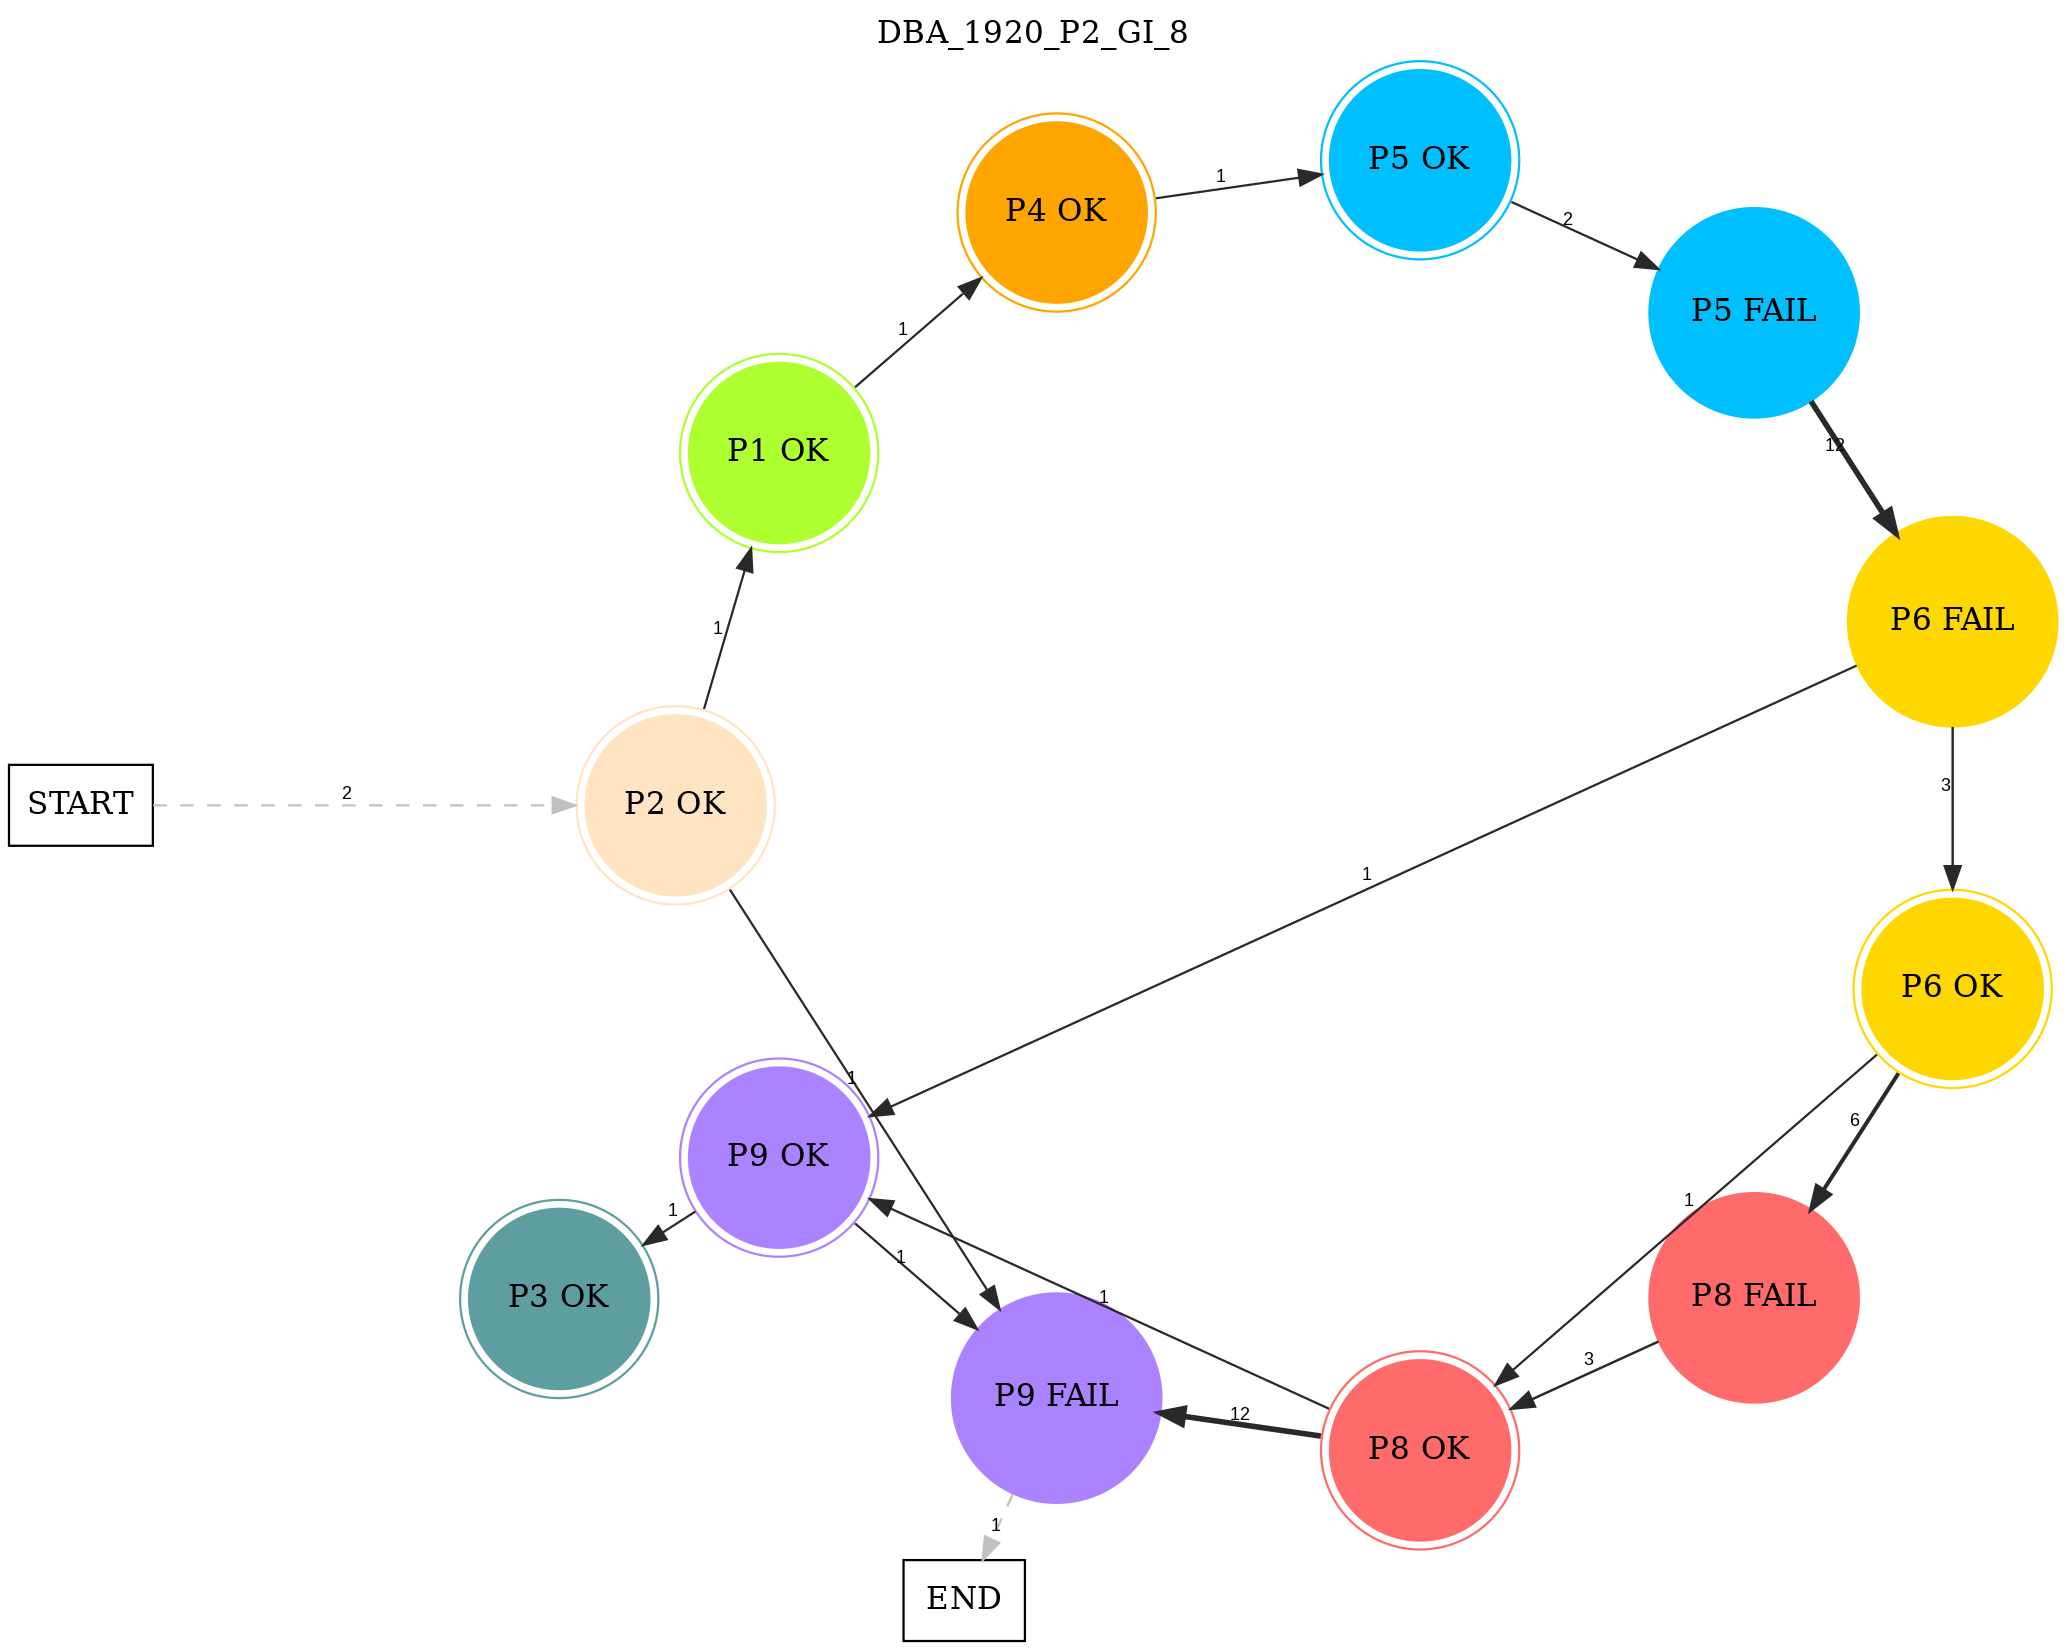 DBA_1920_P2_GI_8
P5 OK
1
P4 OK
2
P5 FAIL
1
12
P1 OK
P6 FAIL
1
3
2
START
P2 OK
1
P6 OK
1
6
P9 OK
1
1
1
1
P3 OK
P8 FAIL
3
P9 FAIL
12
P8 OK
1
END